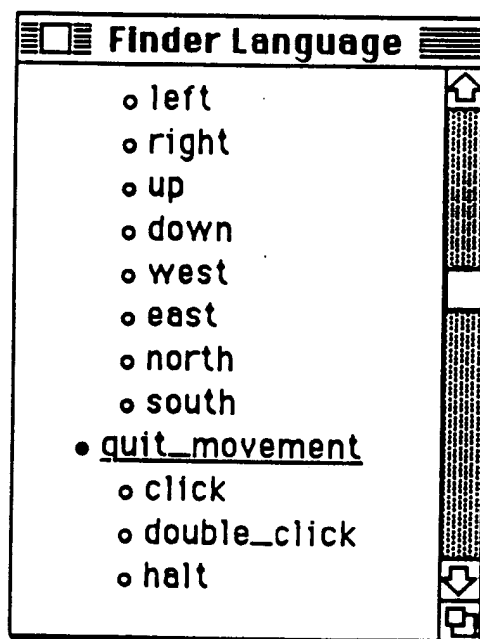 Finder Language
left
right
up
down
west
east
north
south
quit_movement
click
double_click
halt